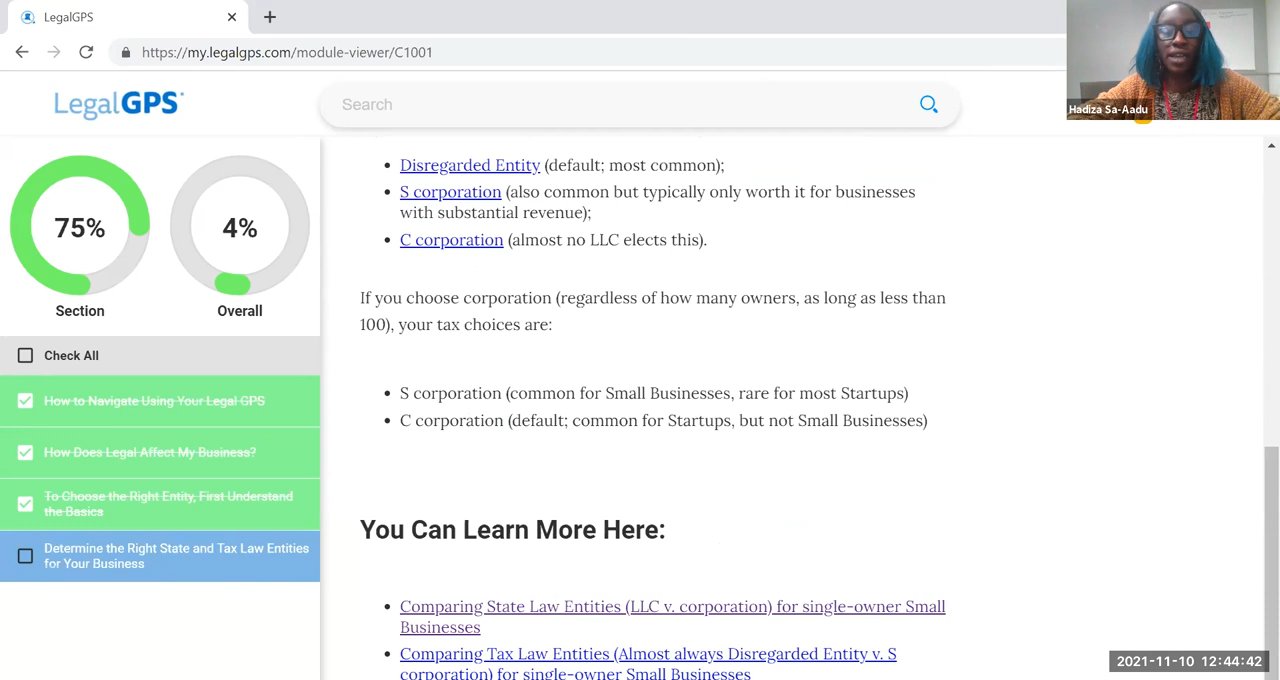 LegalGPS
https://my.legalgps.com/module-viewer/C1001
Hadiza Sa-Aadu
LegalGPS
Search
75%
4%
Section
Overall
Check All
How to Navigate Using Your Legal GPS
How Does Legal Affect My Business?
To Choose the Right Entity, First Understand
the Basics
Determine the Right State and Tax Law Entities
for Your Business
Disregarded Entity (default; most common);
S corporation (also common but typically only worth it for businesses
with substantial revenue);
C corporation (almost no LLC elects this).
If you choose corporation (regardless of how many owners, as long as less than
100), your tax choices are:
S corporation (common for Small Businesses, rare for most Startups)
C corporation (default; common for Startups, but not Small Businesses)
You Can Learn More Here:
Comparing State Law Entities (LLC v. corporation) for single-owner Small
Businesses
Comparing Tax Law Entities (Almost always Disregarded Entity v. S
corporation) for single-owner Small Businesses
2021-11-10 12:44:42